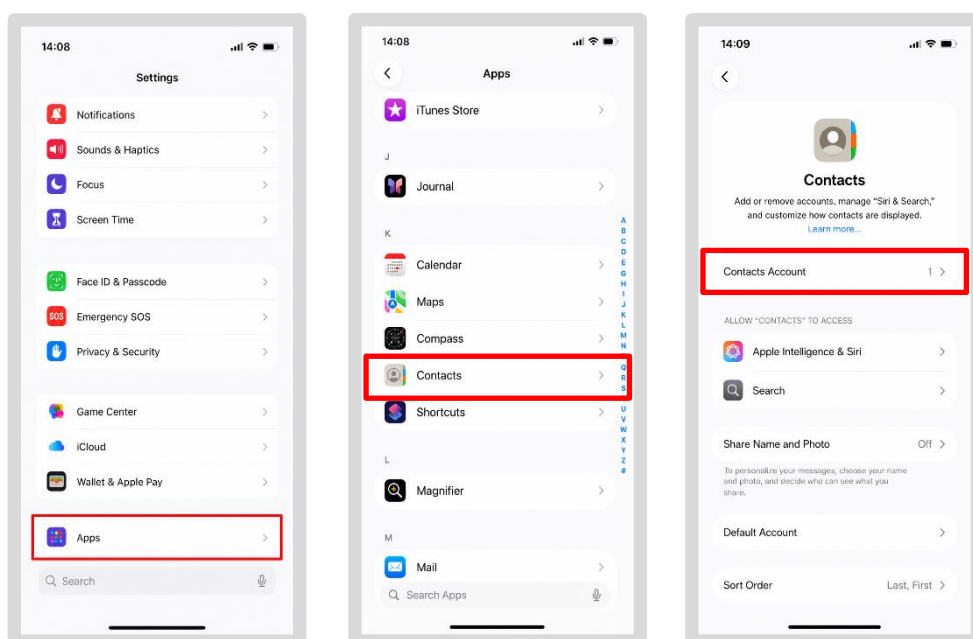 14:08
Settings
Notifications
Sounds & Haptics
Focus
Screen Time
Face ID & Passcode
SOS
Emergency SOS
Privacy & Security
Game Center
iCloud
Wallet & Apple Pay
Apps
Search
14:08
Apps
iTunes Store
J
Journal
K
Calendar
Maps
Compass
Contacts
Shortcuts
L
Magnifier
M
Mail
Search Apps
A
B
C
D
E
G
H
I
J
K
L
M
N
Q
R
S
U
V
W
X
Y
Z
#
14:09
Contacts
Add or remove accounts, manage "Siri & Search,"
and customize how contacts are displayed.
Learn more...
Contacts Account 1
ALLOW "CONTACTS" TO ACCESS
Apple Intelligence & Siri
Search
Share Name and Photo Off
To personalize your messages, choose your name
and photo, and decide who can see what you
share.
Default Account
Sort Order Last, First